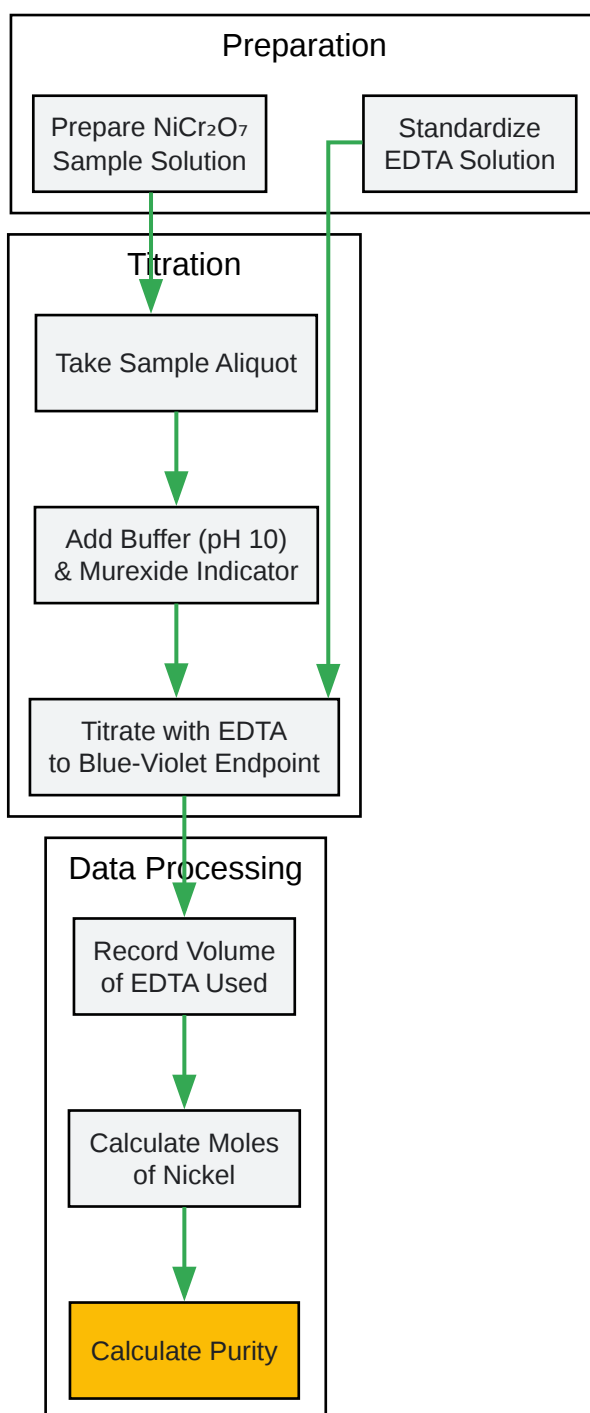 Preparation
Prepare NiCr₂O₇
Sample Solution
Standardize
EDTA Solution
Titration
Take Sample Aliquot
Add Buffer (pH 10)
& Murexide Indicator
Titrate with EDTA
to Blue-Violet Endpoint
Data Processing
Record Volume
of EDTA Used
Calculate Moles
of Nickel
Calculate Purity